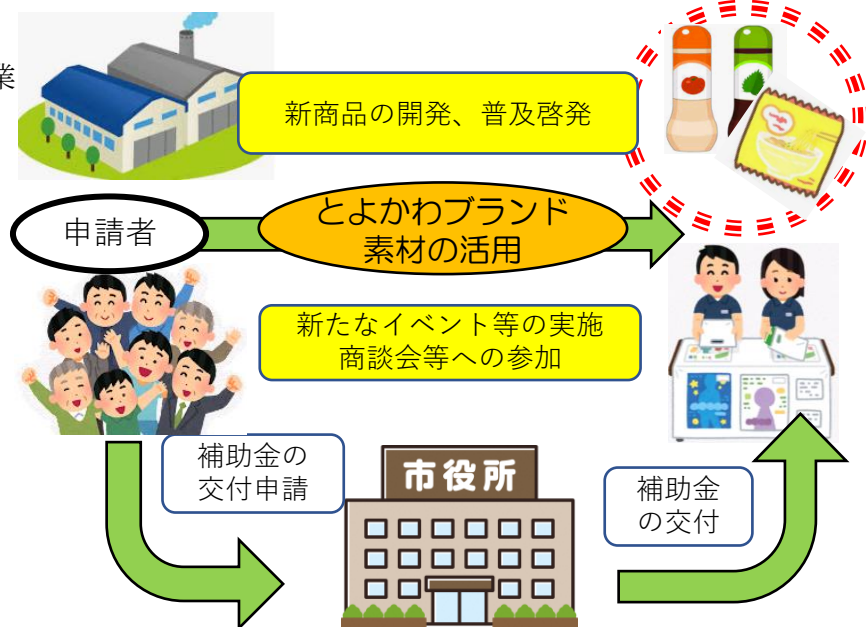 業
新商品の開発、普及啓発
申請者
とよかわブランド
素材の活用
新たなイベント等の実施
商談会等への参加
補助金の
交付申請
市役所
補助金
の交付